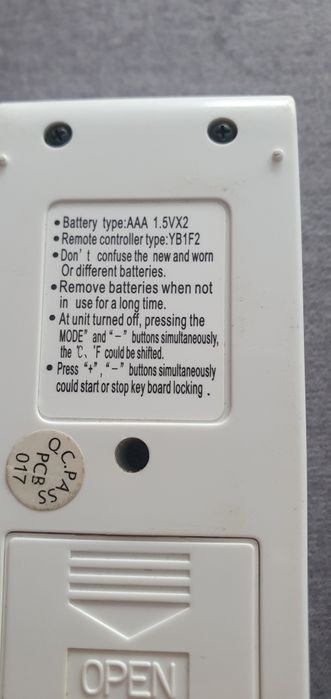 • Battery type:AAA 1.5VX2
• Remote controller type:YB1F2
• Don't confuse the new and worn
Or different batteries.
• Remove batteries when not
in use for a long time.
• At unit turned off, pressing the
MODE" and "−" buttons simultaneously,
the ℃、°F could be shifted.
• Press "+", "−" buttons simultaneously
could start or stop key board locking .
Q.C.PA
PCB SS
017
OPEN